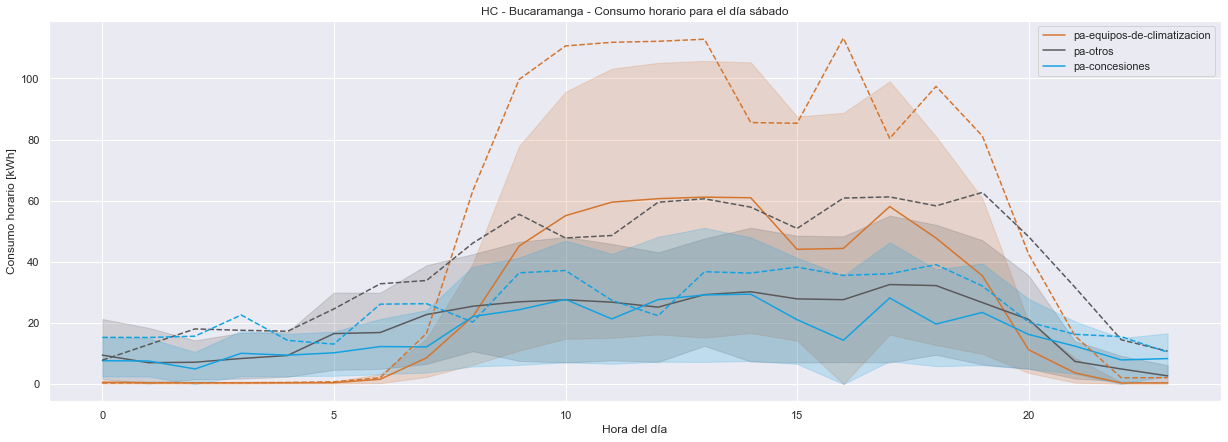 HC - Bucaramanga - Consumo horario para el día sábado
pa-equipos-de-climatizacion
pa-otros
pa-concesiones
Consumo horario [kWh]
100
80
60
40
20
0
0
5
10
15
20
Hora del día